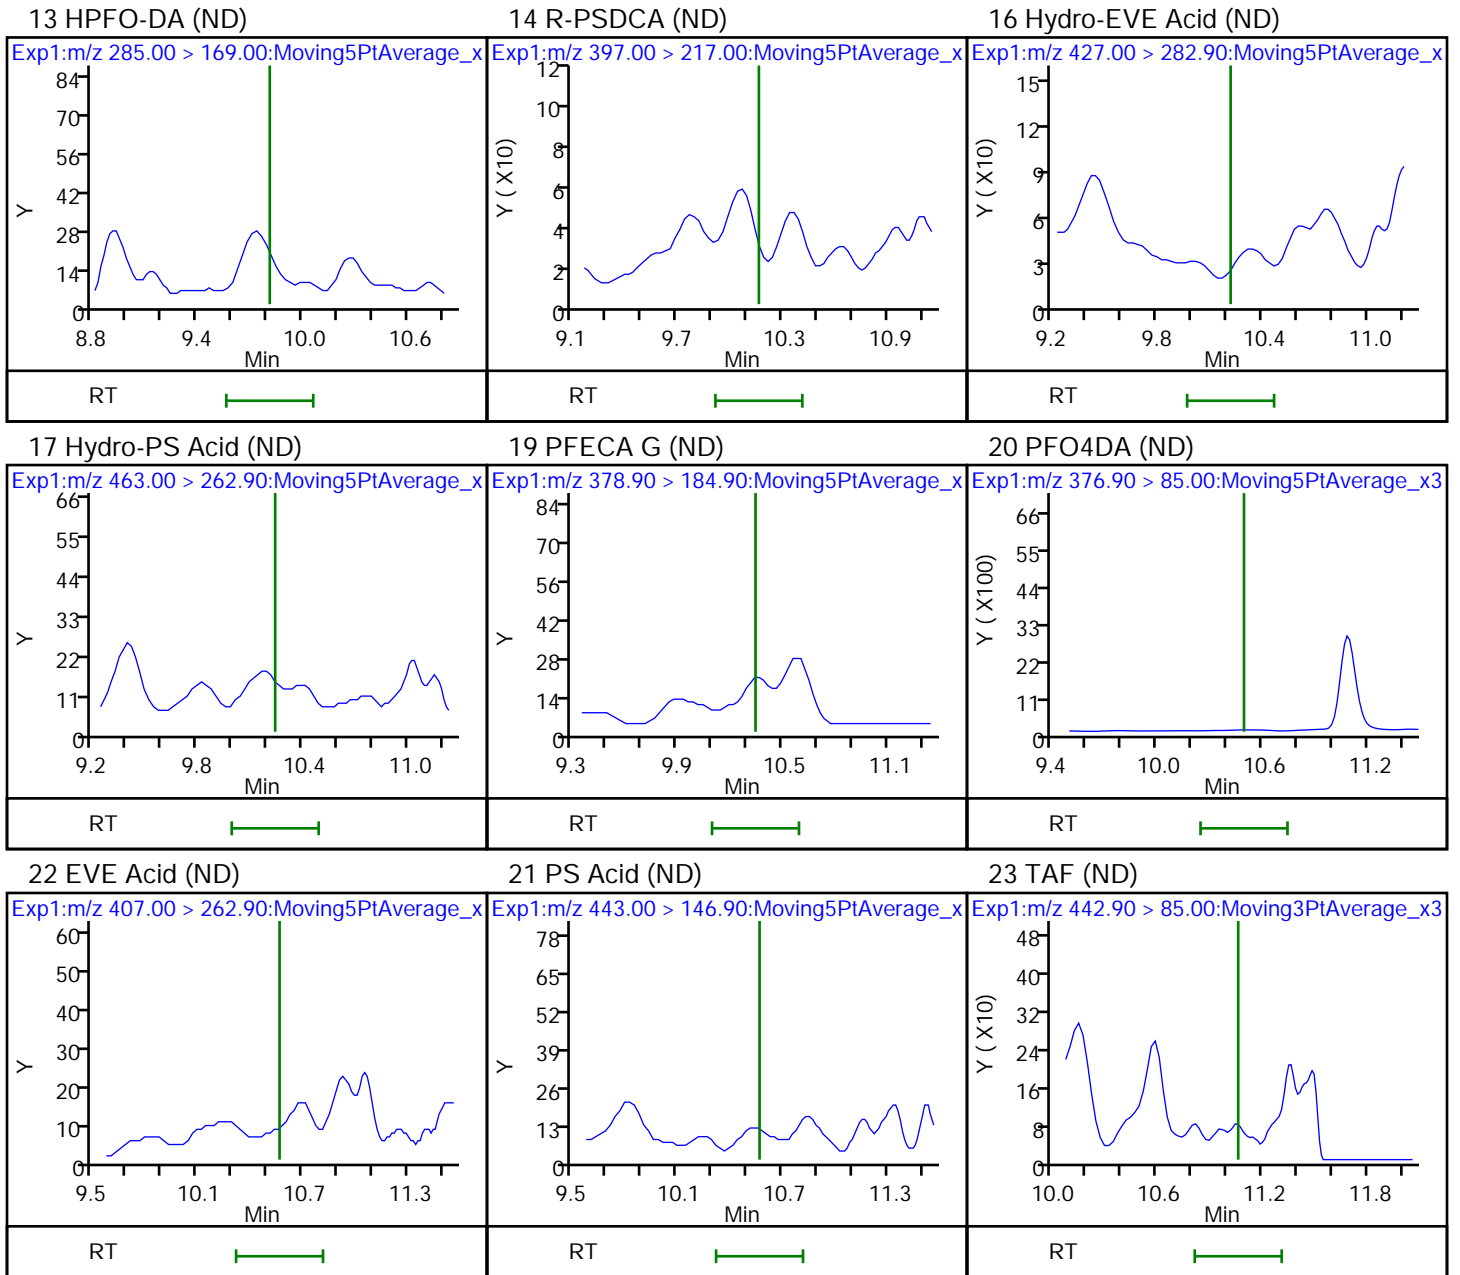 13 HPFO-DA (ND)
Exp1:m/z 285.00 > 169.00:Moving5PtAverage_x
84
70
56
42
28
14
0
Y
8.8 9.4 10.0 10.6
Min
RT
14 R-PSDCA (ND)
Exp1:m/z 397.00 > 217.00:Moving5PtAverage_x
12
10
8
6
4
2
0
Y ( X10)
9.1 9.7 10.3 10.9
Min
RT
16 Hydro-EVE Acid (ND)
Exp1:m/z 427.00 > 282.90:Moving5PtAverage_x
15
12
9
6
3
0
Y ( X10)
9.2 9.8 10.4 11.0
Min
RT
17 Hydro-PS Acid (ND)
Exp1:m/z 463.00 > 262.90:Moving5PtAverage_x
66
55
44
33
22
11
0
Y
9.2 9.8 10.4 11.0
Min
RT
19 PFECA G (ND)
Exp1:m/z 378.90 > 184.90:Moving5PtAverage_x
84
70
56
42
28
14
0
Y
9.3 9.9 10.5 11.1
Min
RT
20 PFO4DA (ND)
Exp1:m/z 376.90 > 85.00:Moving5PtAverage_x3
66
55
44
33
22
11
0
Y ( X100)
9.4 10.0 10.6 11.2
Min
RT
22 EVE Acid (ND)
Exp1:m/z 407.00 > 262.90:Moving5PtAverage_x
60
50
40
30
20
10
0
Y
9.5 10.1 10.7 11.3
Min
RT
21 PS Acid (ND)
Exp1:m/z 443.00 > 146.90:Moving5PtAverage_x
78
65
52
39
26
13
0
Y
9.5 10.1 10.7 11.3
Min
RT
23 TAF (ND)
Exp1:m/z 442.90 > 85.00:Moving3PtAverage_x3
48
40
32
24
16
8
0
Y ( X10)
10.0 10.6 11.2 11.8
Min
RT